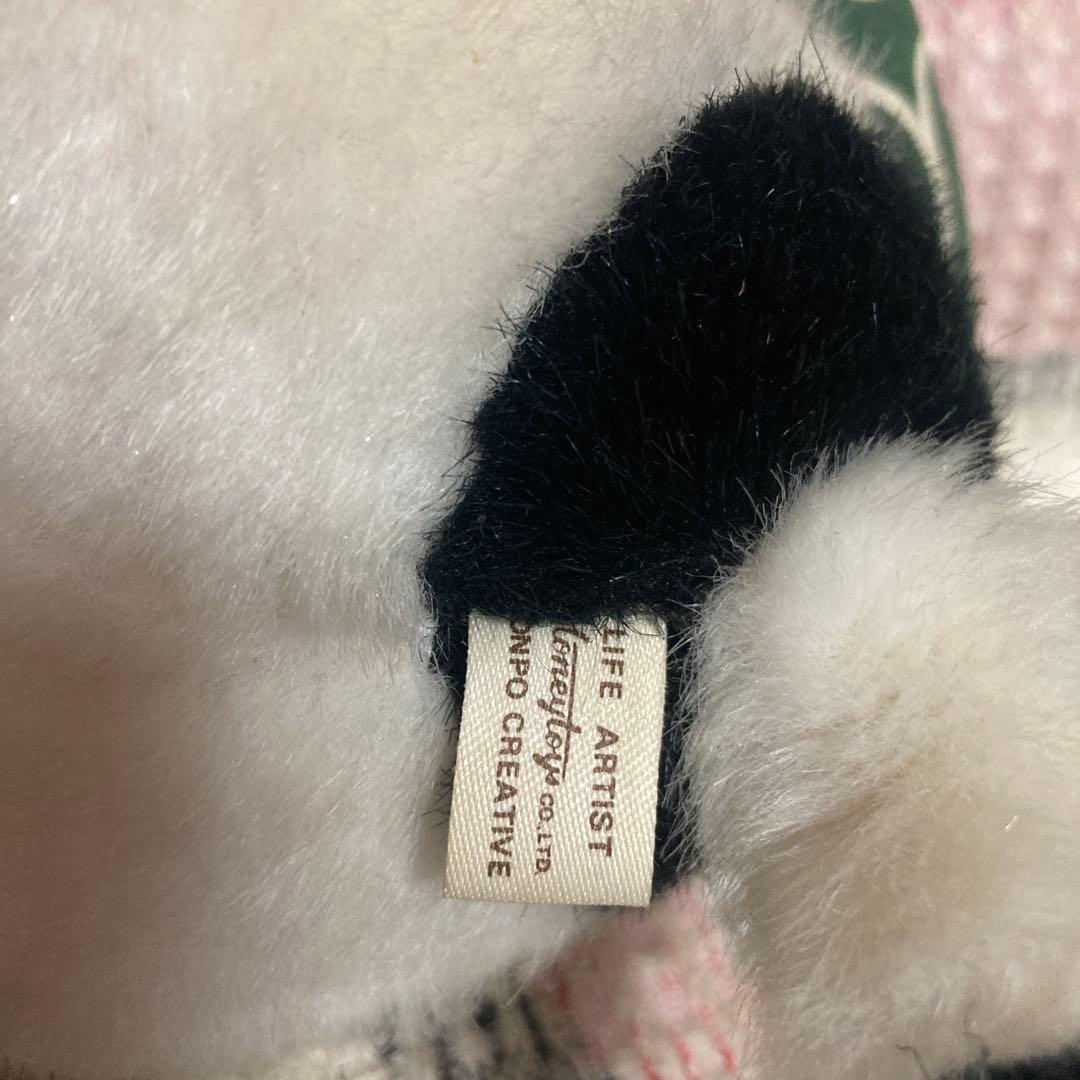 LIFE ARTIST
Honeytoys CO.,LTD.
ONPO CREATIVE